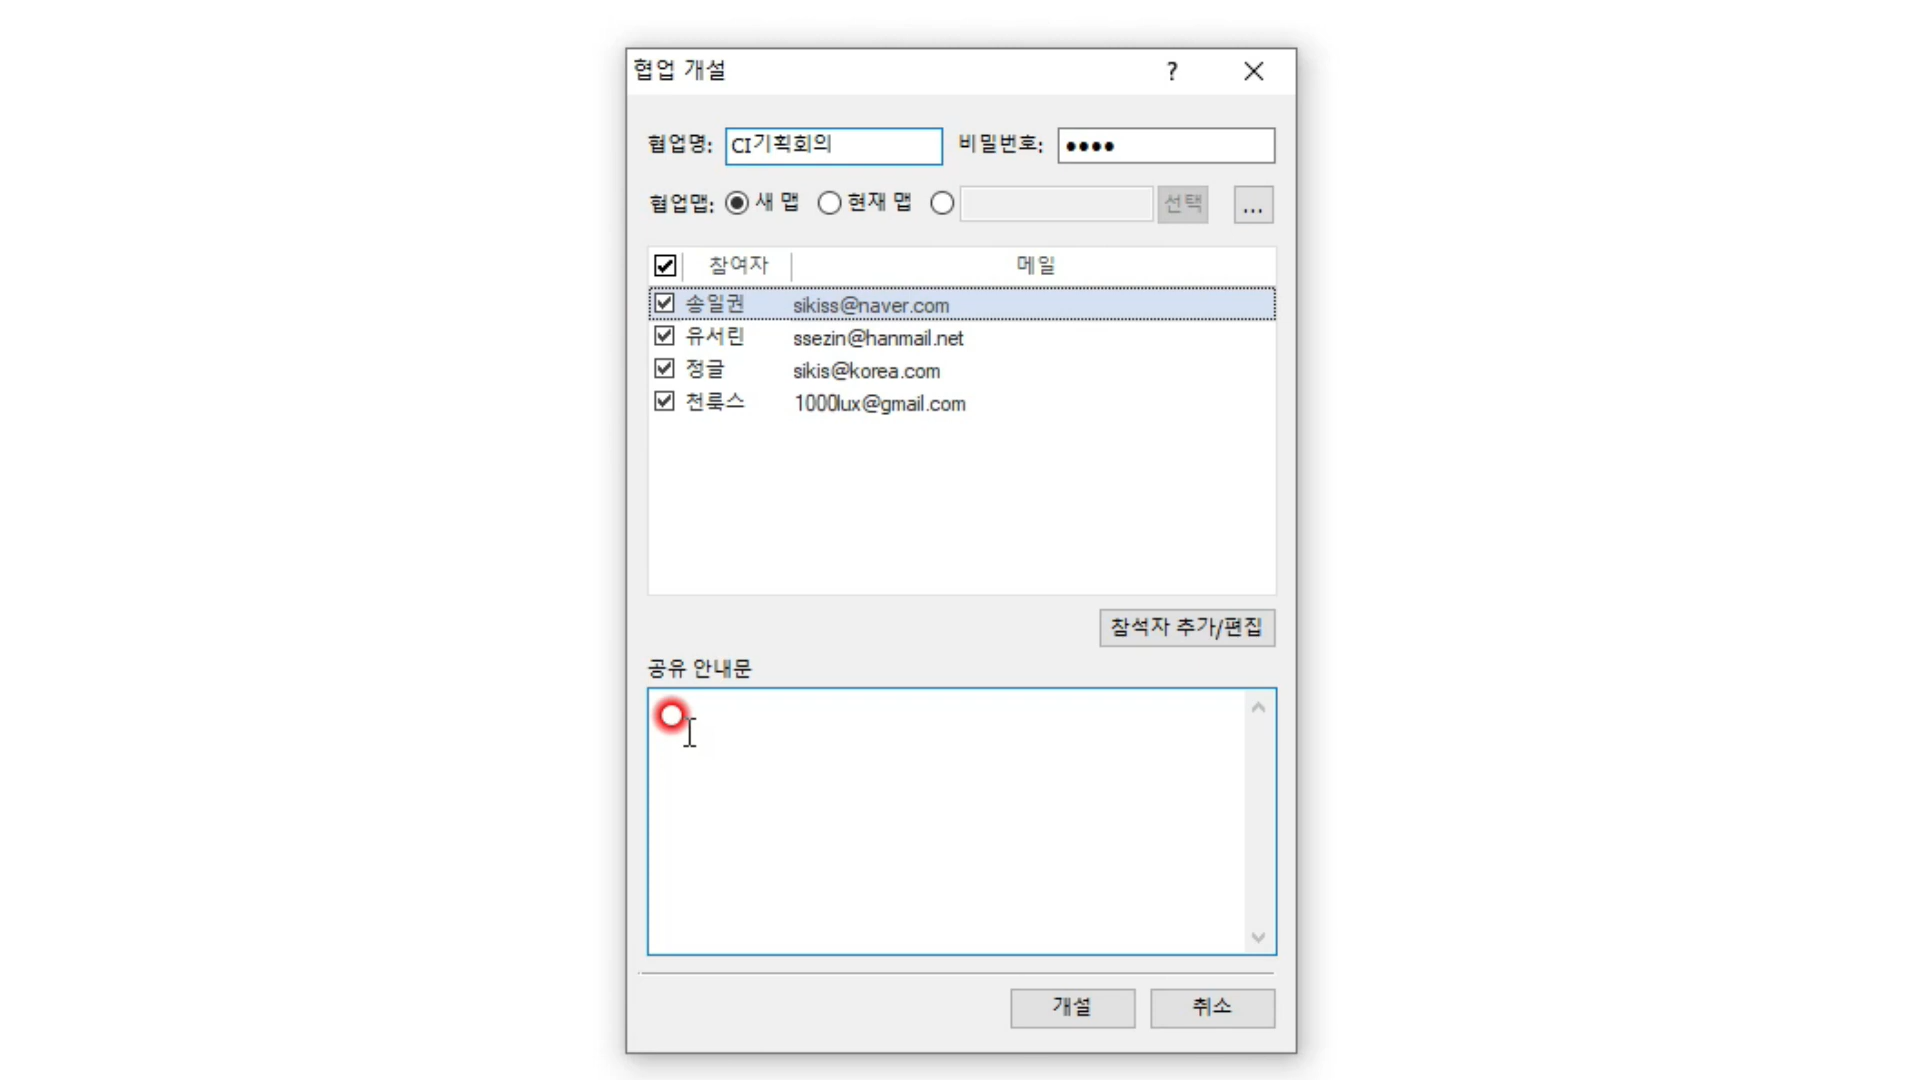 협업 개설 ?
협업명: CI기획회의 비밀번호: ●●●●
협업맵: 새 맵 현재 맵 선택 ...
참여자 메일
송일권 sikiss@naver.com
유서린 ssezin@hanmail.net
정글 sikis@korea.com
천룩스 1000lux@gmail.com
참석자 추가/편집
공유 안내문
개설 취소